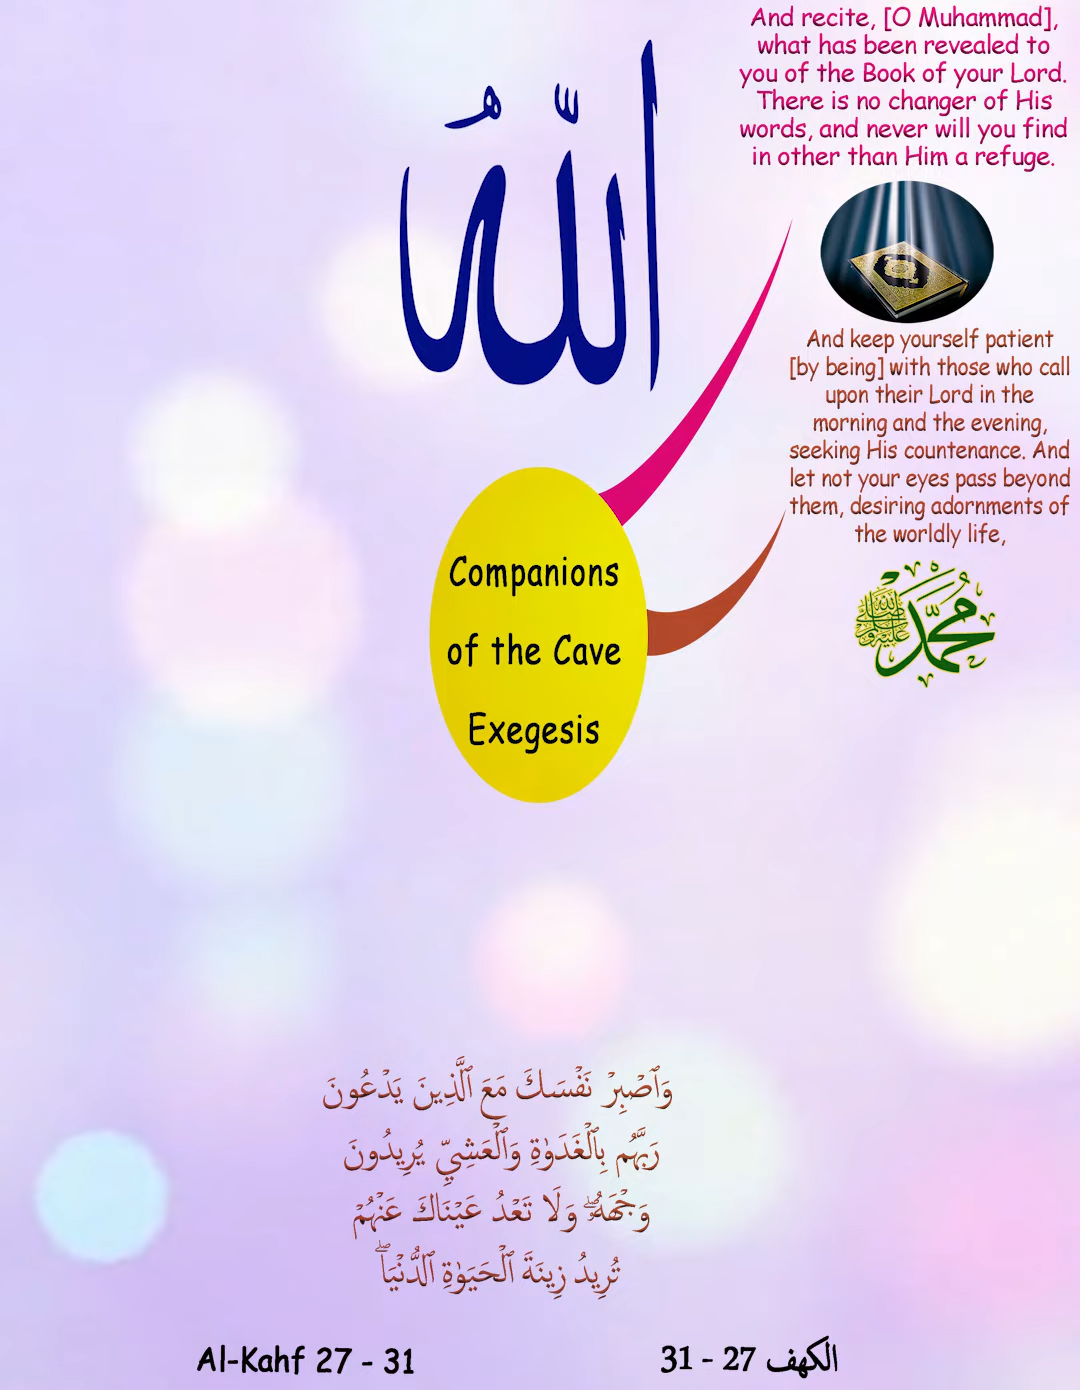 And recite, [O Muhammad],
what has been revealed to
you of the Book of your Lord.
There is no changer of His
words, and never will you find
in other than Him a refuge.
اللهُ
And keep yourself patient
[by being] with those who call
upon their Lord in the
morning and the evening,
seeking His countenance. And
let not your eyes pass beyond
them, desiring adornments of
the worldly life,
محمد
صلى الله عليه وسلم
Companions
of the Cave
Exegesis
وَٱصْبِرْ نَفْسَكَ مَعَ ٱلَّذِينَ يَدْعُونَ
رَبَّهُم بِٱلْغَدَوٰةِ وَٱلْعَشِيِّ يُرِيدُونَ
وَجْهَهُۥۖ وَلَا تَعْدُ عَيْنَاكَ عَنْهُمْ
تُرِيدُ زِينَةَ ٱلْحَيَوٰةِ ٱلدُّنْيَاۖ
Al-Kahf 27 - 31
الكهف 27 - 31